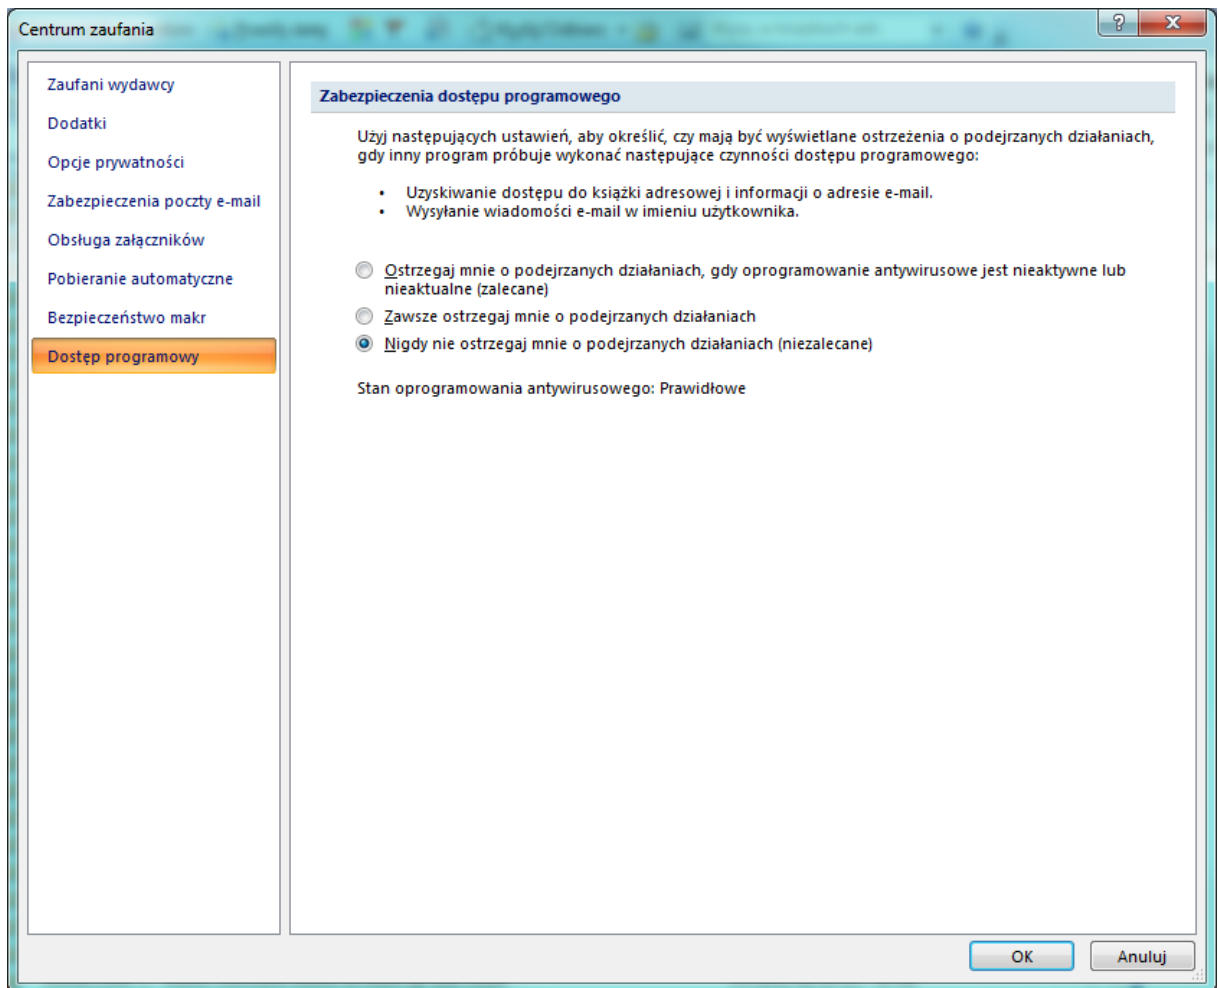 Centrum zaufania
Zaufani wydawcy
Dodatki
Opcje prywatności
Zabezpieczenia poczty e-mail
Obsługa załączników
Pobieranie automatyczne
Bezpieczeństwo makr
Dostęp programowy
Zabezpieczenia dostępu programowego
Użyj następujących ustawień, aby określić, czy mają być wyświetlane ostrzeżenia o podejrzanych działaniach,
gdy inny program próbuje wykonać następujące czynności dostępu programowego:
• Uzyskiwanie dostępu do książki adresowej i informacji o adresie e-mail.
• Wysyłanie wiadomości e-mail w imieniu użytkownika.
Ostrzegaj mnie o podejrzanych działaniach, gdy oprogramowanie antywirusowe jest nieaktywne lub
nieaktualne (zalecane)
Zawsze ostrzegaj mnie o podejrzanych działaniach
Nigdy nie ostrzegaj mnie o podejrzanych działaniach (niezalecane)
Stan oprogramowania antywirusowego: Prawidłowe
OK
Anuluj